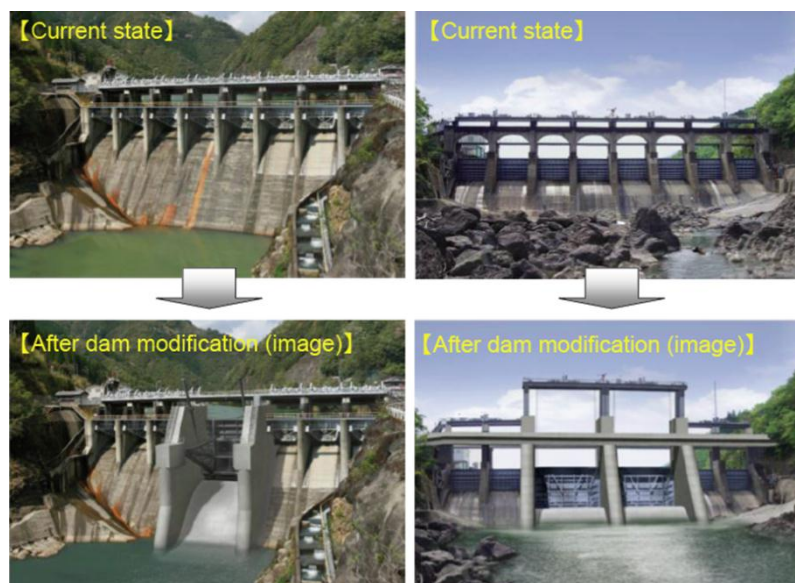 【Current state】
【Current state】
【After dam modification (image)】
【After dam modification (image)】